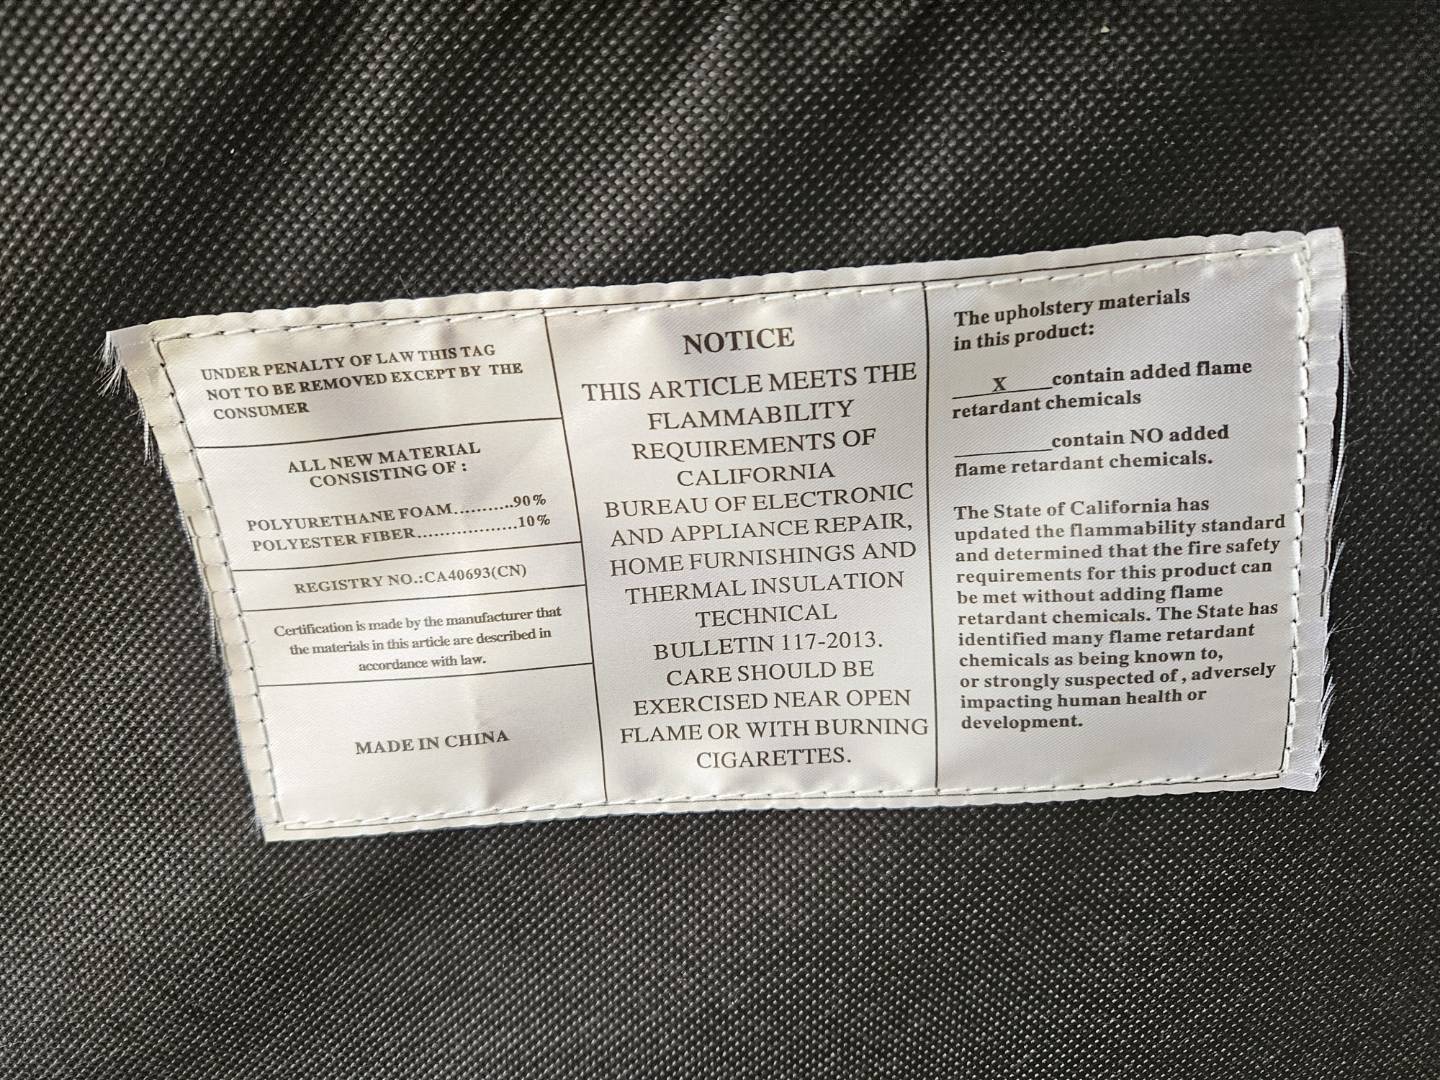 UNDER PENALTY OF LAW THIS TAG
NOT TO BE REMOVED EXCEPT BY THE
CONSUMER
ALL NEW MATERIAL
CONSISTING OF :
POLYURETHANE FOAM...........90%
POLYESTER FIBER..............10%
REGISTRY NO.:CA40693(CN)
Certification is made by the manufacturer that
the materials in this article are described in
accordance with law.
MADE IN CHINA
NOTICE
THIS ARTICLE MEETS THE
FLAMMABILITY
REQUIREMENTS OF
CALIFORNIA
BUREAU OF ELECTRONIC
AND APPLIANCE REPAIR,
HOME FURNISHINGS AND
THERMAL INSULATION
TECHNICAL
BULLETIN 117-2013.
CARE SHOULD BE
EXERCISED NEAR OPEN
FLAME OR WITH BURNING
CIGARETTES.
The upholstery materials
in this product:
____X____contain added flame
retardant chemicals
_________contain NO added
flame retardant chemicals.
The State of California has
updated the flammability standard
and determined that the fire safety
requirements for this product can
be met without adding flame
retardant chemicals. The State has
identified many flame retardant
chemicals as being known to,
or strongly suspected of , adversely
impacting human health or
development.